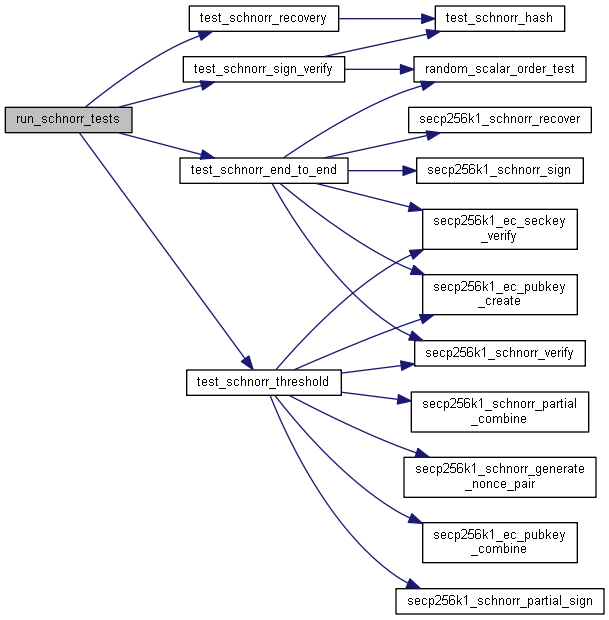 test_schnorr_recovery
test_schnorr_hash
test_schnorr_sign_verify
random_scalar_order_test
run_schnorr_tests
secp256k1_schnorr_recover
test_schnorr_end_to_end
secp256k1_schnorr_sign
secp256k1_ec_seckey
_verify
secp256k1_ec_pubkey
_create
secp256k1_schnorr_verify
test_schnorr_threshold
secp256k1_schnorr_partial
_combine
secp256k1_schnorr_generate
_nonce_pair
secp256k1_ec_pubkey
_combine
secp256k1_schnorr_partial_sign